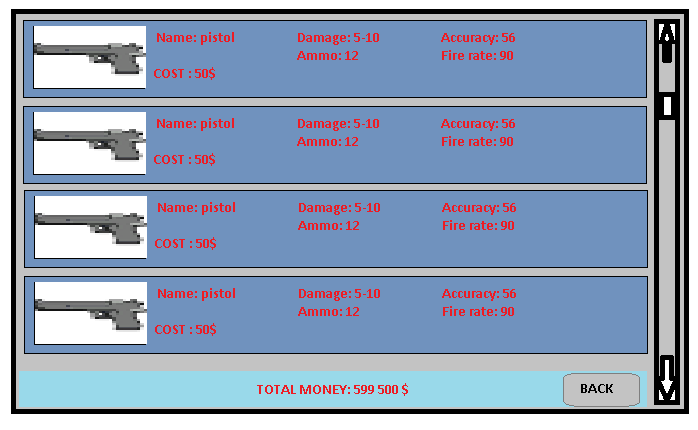 Name: pistol Damage: 5-10 Accuracy: 56
Ammo: 12 Fire rate: 90
COST : 50$
Name: pistol Damage: 5-10 Accuracy: 56
Ammo: 12 Fire rate: 90
COST : 50$
Name: pistol Damage: 5-10 Accuracy: 56
Ammo: 12 Fire rate: 90
COST : 50$
Name: pistol Damage: 5-10 Accuracy: 56
Ammo: 12 Fire rate: 90
COST : 50$
TOTAL MONEY: 599 500 $ BACK